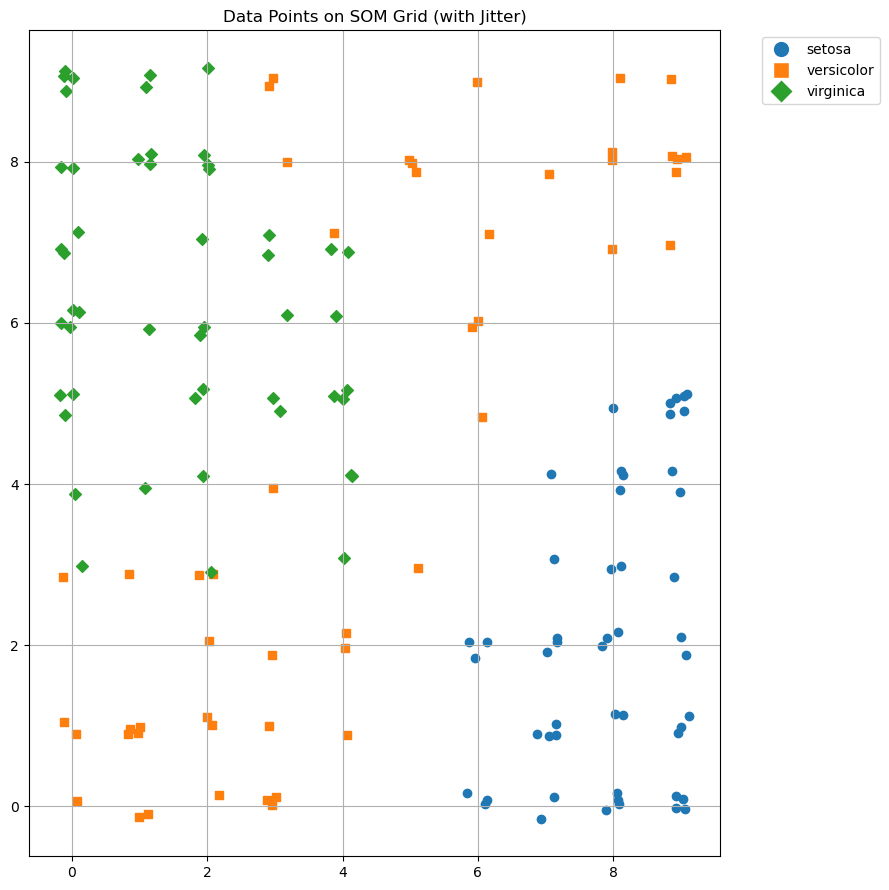 Data Points on SOM Grid (with Jitter)
setosa
versicolor
virginica
8
6
4
2
0
0 2 4 6 8